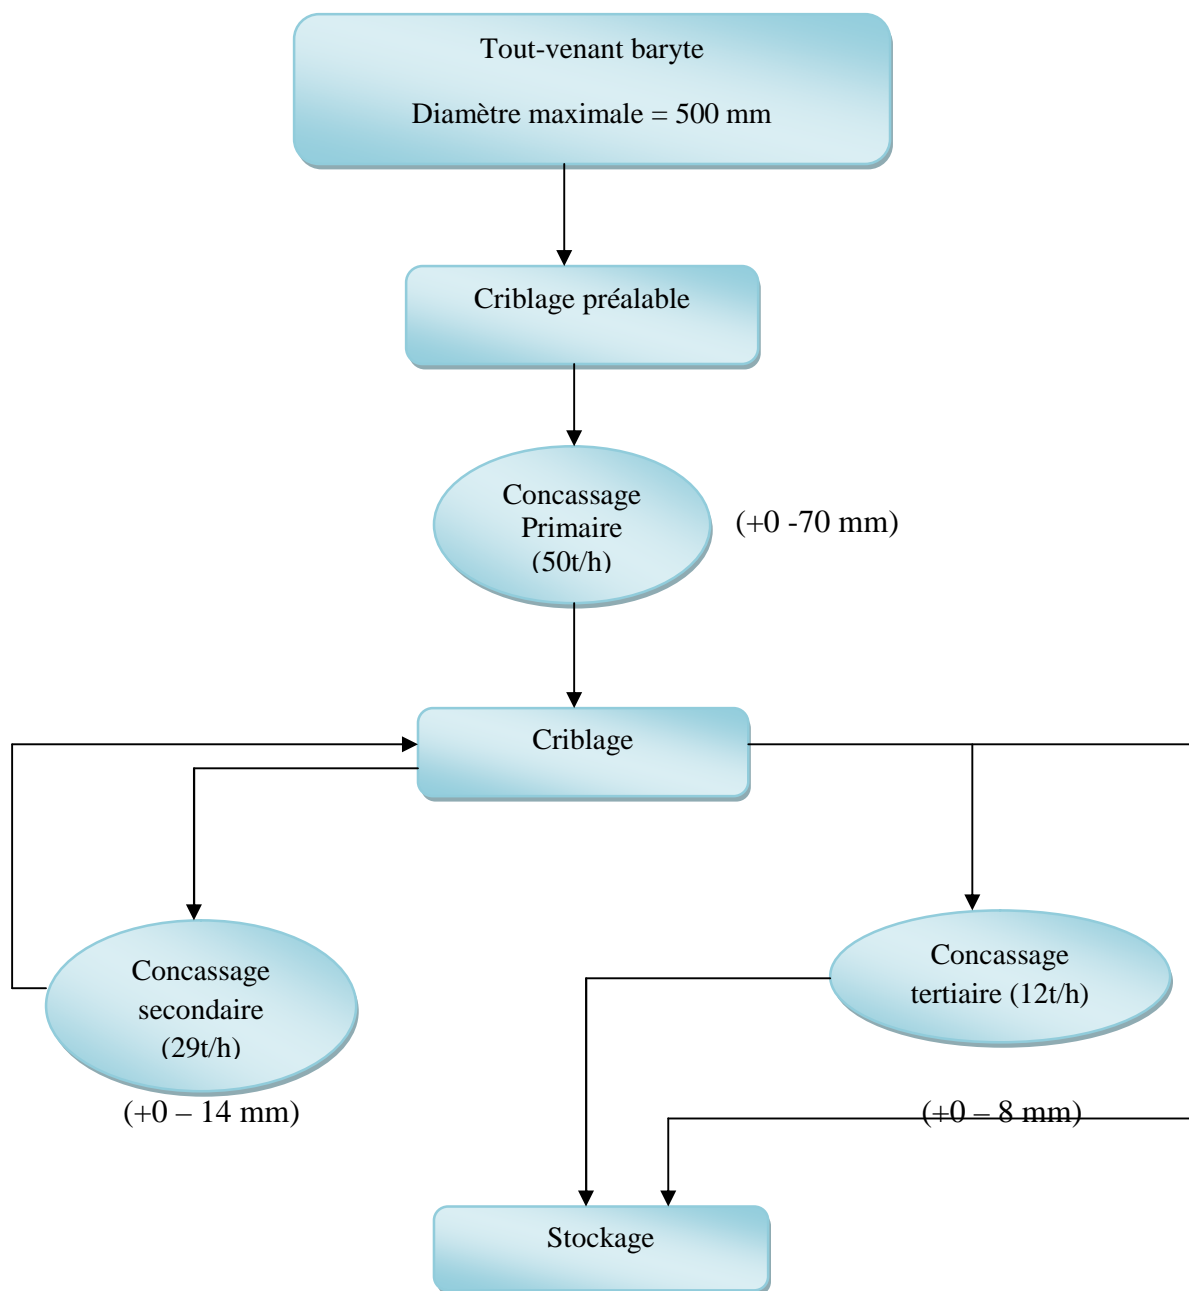 Tout-venant baryte
Diamètre maximale = 500 mm
Criblage préalable
Concassage
Primaire
(50t/h)
(+0 -70 mm)
Criblage
Concassage
secondaire
(29t/h)
(+0 – 14 mm)
Concassage
tertiaire (12t/h)
(+0 – 8 mm)
Stockage